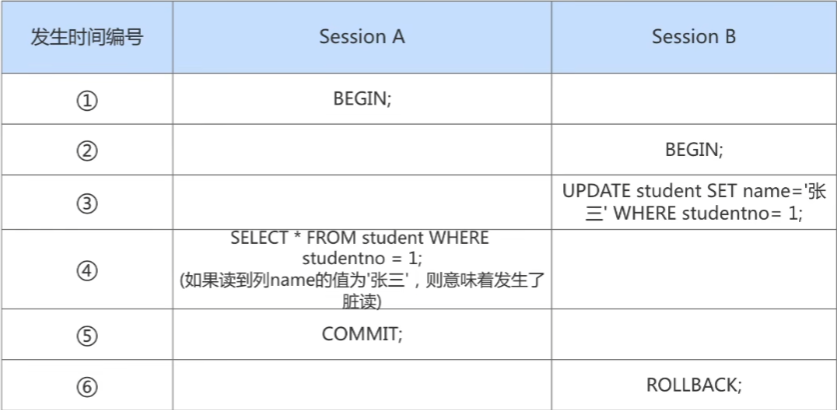 发生时间编号 Session A Session B
① BEGIN;
② BEGIN;
③ UPDATE student SET name='张
三' WHERE studentno= 1;
④ SELECT * FROM student WHERE
studentno = 1;
(如果读到列name的值为'张三'，则意味着发生了
脏读)
⑤ COMMIT;
⑥ ROLLBACK;